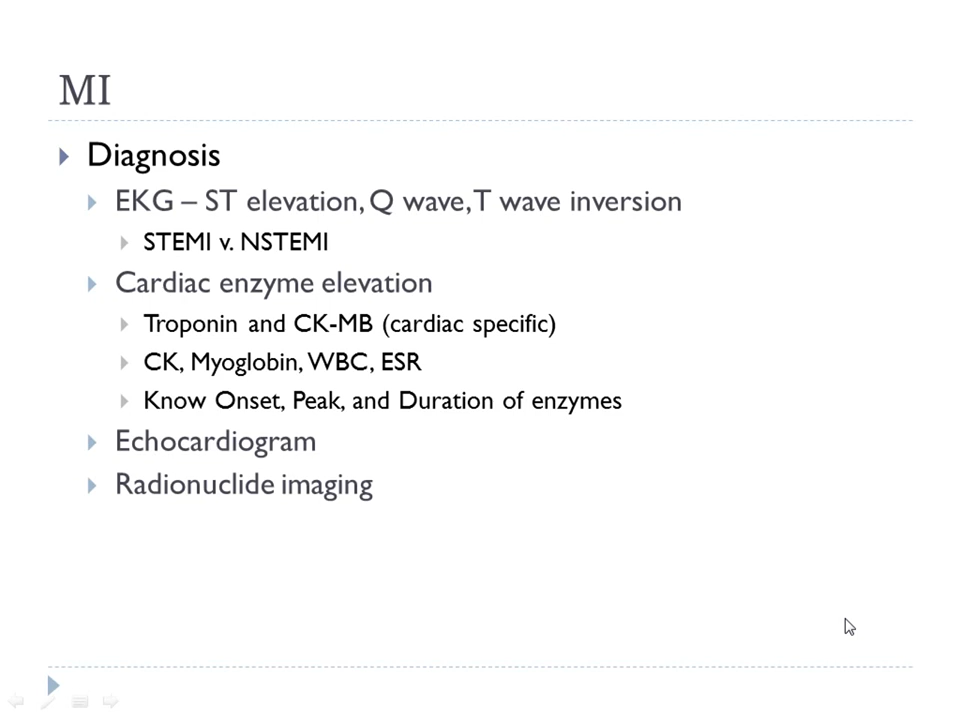 MI
Diagnosis
EKG – ST elevation, Q wave, T wave inversion
STEMI v. NSTEMI
Cardiac enzyme elevation
Troponin and CK-MB (cardiac specific)
CK, Myoglobin, WBC, ESR
Know Onset, Peak, and Duration of enzymes
Echocardiogram
Radionuclide imaging